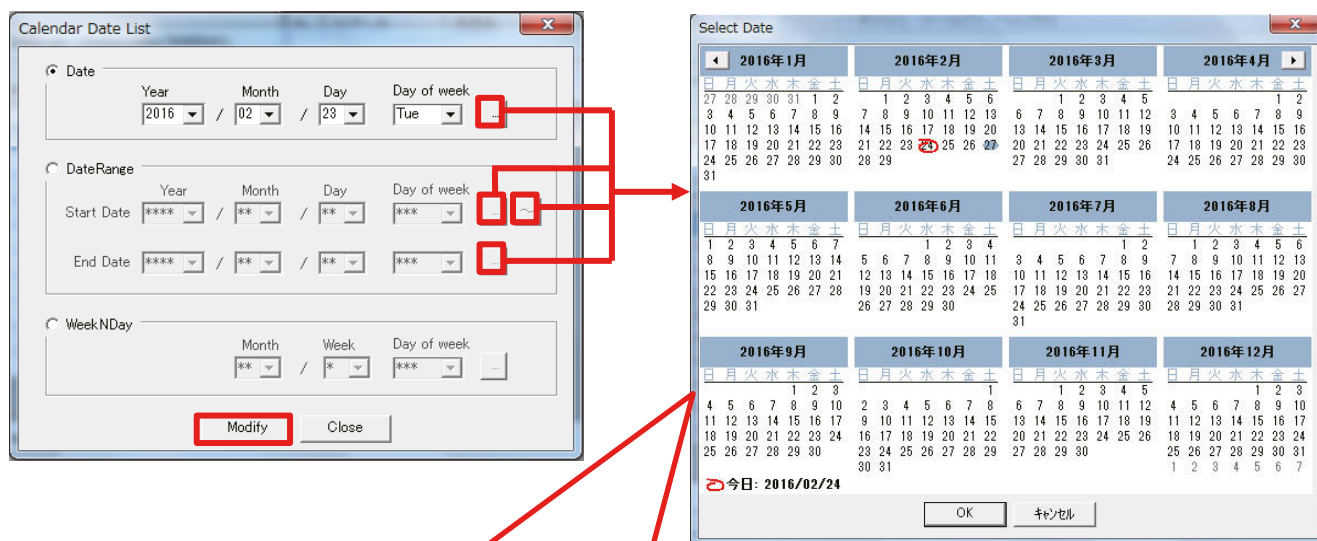 Calendar Date List
Date
Year Month Day Day of week
2016 / 02 / 23 Tue ...
DateRange
Year Month Day Day of week
Start Date **** / ** / ** *** ... ～
End Date **** / ** / ** *** ...
WeekNDay
Month Week Day of week
** / * *** ...
Modify Close
Select Date
2016年1月 2016年2月 2016年3月 2016年4月
日 月 火 水 木 金 土 日 月 火 水 木 金 土 日 月 火 水 木 金 土 日 月 火 水 木 金 土
27 28 29 30 31 1 2 1 2 3 4 5 6 1 2 3 4 5 1 2
3 4 5 6 7 8 9 7 8 9 10 11 12 13 6 7 8 9 10 11 12 3 4 5 6 7 8 9
10 11 12 13 14 15 16 14 15 16 17 18 19 20 13 14 15 16 17 18 19 10 11 12 13 14 15 16
17 18 19 20 21 22 23 21 22 23 24 25 26 27 20 21 22 23 24 25 26 17 18 19 20 21 22 23
24 25 26 27 28 29 30 28 29 27 28 29 30 31 24 25 26 27 28 29 30
31
2016年5月 2016年6月 2016年7月 2016年8月
日 月 火 水 木 金 土 日 月 火 水 木 金 土 日 月 火 水 木 金 土 日 月 火 水 木 金 土
1 2 3 4 5 6 7 1 2 3 4 1 2 1 2 3 4 5 6
8 9 10 11 12 13 14 5 6 7 8 9 10 11 3 4 5 6 7 8 9 7 8 9 10 11 12 13
15 16 17 18 19 20 21 12 13 14 15 16 17 18 10 11 12 13 14 15 16 14 15 16 17 18 19 20
22 23 24 25 26 27 28 19 20 21 22 23 24 25 17 18 19 20 21 22 23 21 22 23 24 25 26 27
29 30 31 26 27 28 29 30 24 25 26 27 28 29 30 28 29 30 31
31
2016年9月 2016年10月 2016年11月 2016年12月
日 月 火 水 木 金 土 日 月 火 水 木 金 土 日 月 火 水 木 金 土 日 月 火 水 木 金 土
1 2 3 1 1 2 3 4 5 1 2 3
4 5 6 7 8 9 10 2 3 4 5 6 7 8 6 7 8 9 10 11 12 4 5 6 7 8 9 10
11 12 13 14 15 16 17 9 10 11 12 13 14 15 13 14 15 16 17 18 19 11 12 13 14 15 16 17
18 19 20 21 22 23 24 16 17 18 19 20 21 22 20 21 22 23 24 25 26 18 19 20 21 22 23 24
25 26 27 28 29 30 23 24 25 26 27 28 29 27 28 29 30 25 26 27 28 29 30 31
30 31 1 2 3 4 5 6 7
今日: 2016/02/24
OK キャンセル